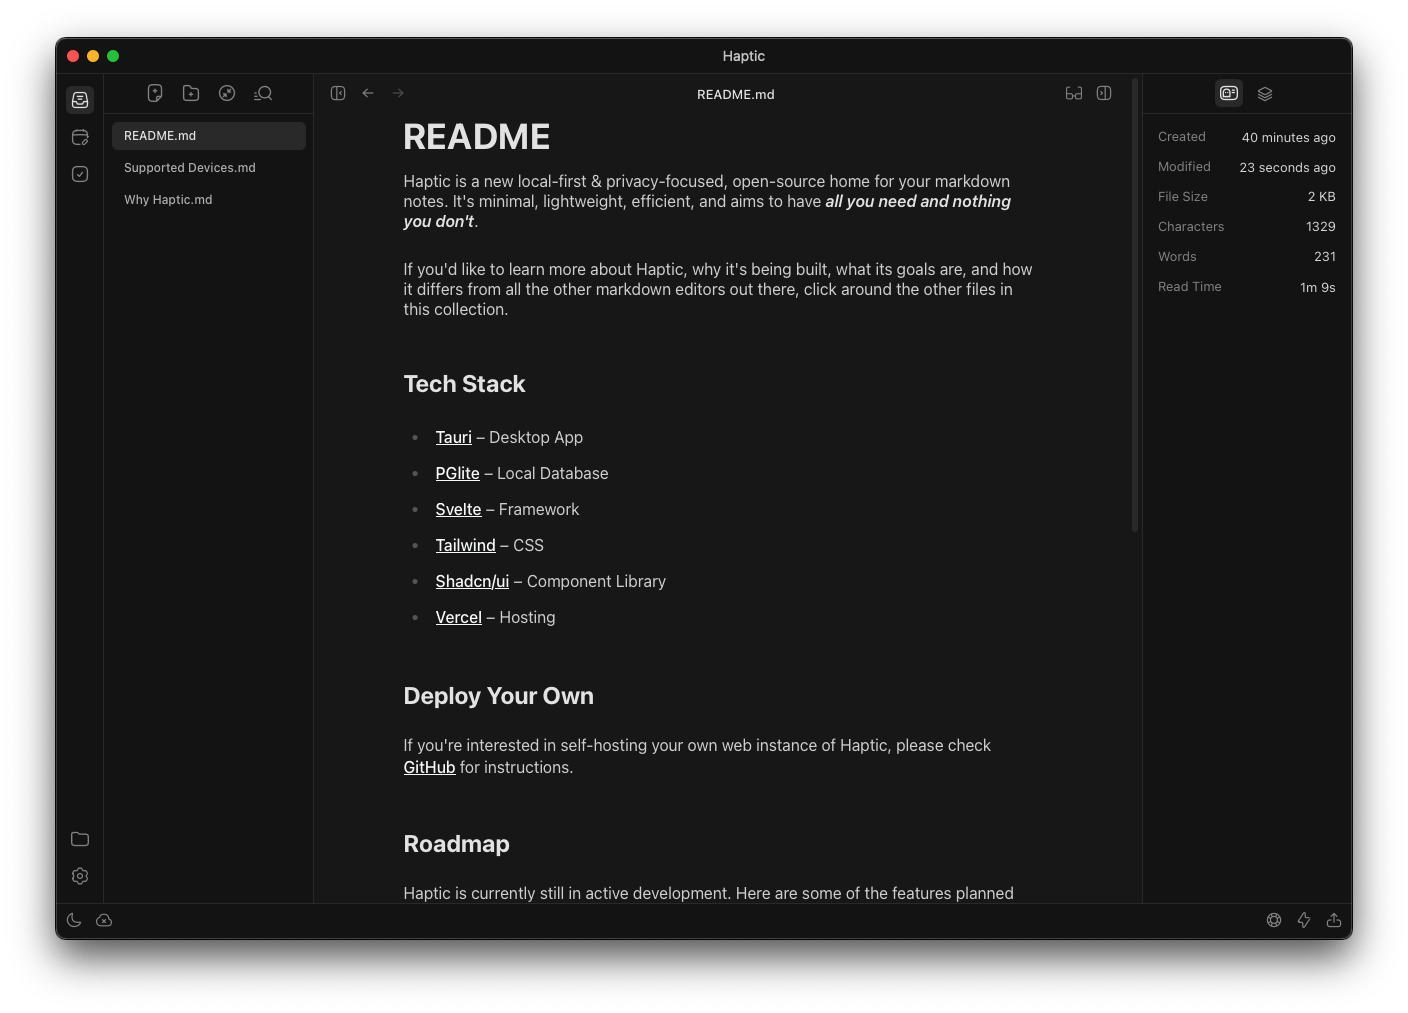 Haptic
README.md
Supported Devices.md
Why Haptic.md
README.md
README
Haptic is a new local-first & privacy-focused, open-source home for your markdown
notes. It's minimal, lightweight, efficient, and aims to have all you need and nothing
you don't.
If you'd like to learn more about Haptic, why it's being built, what its goals are, and how
it differs from all the other markdown editors out there, click around the other files in
this collection.
Tech Stack
• Tauri – Desktop App
• PGlite – Local Database
• Svelte – Framework
• Tailwind – CSS
• Shadcn/ui – Component Library
• Vercel – Hosting
Deploy Your Own
If you're interested in self-hosting your own web instance of Haptic, please check
GitHub for instructions.
Roadmap
Haptic is currently still in active development. Here are some of the features planned
Created 40 minutes ago
Modified 23 seconds ago
File Size 2 KB
Characters 1329
Words 231
Read Time 1m 9s